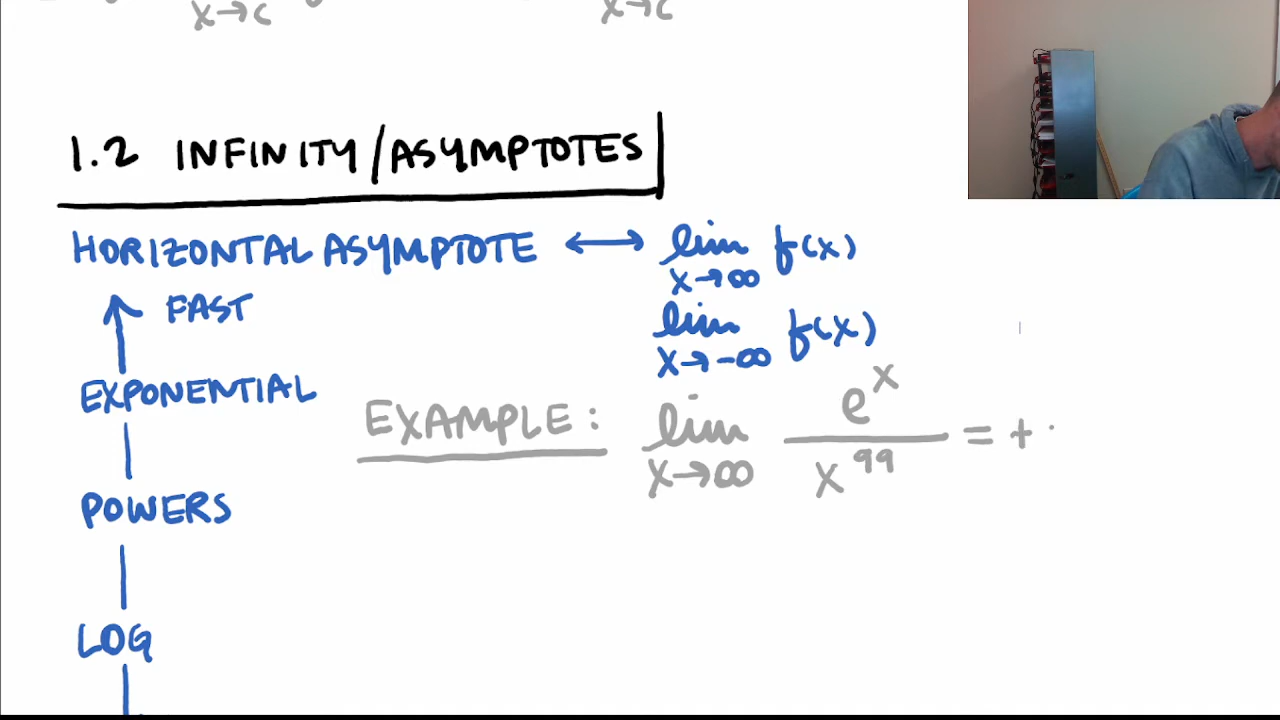 x→c x→c
1.2 INFINITY/ASYMPTOTES
HORIZONTAL ASYMPTOTE ⟷ lim f(x)
x→∞
↑ FAST
lim f(x)
x→-∞
EXPONENTIAL
EXAMPLE: lim e^x / x^99 = +
x→∞
POWERS
LOG